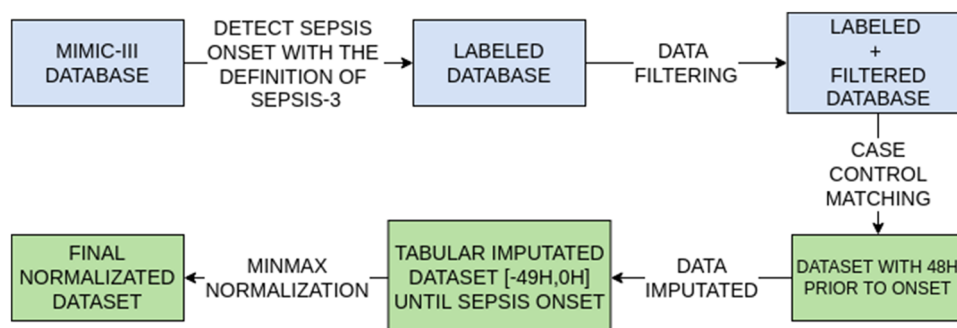 MIMIC-III
DATABASE
DETECT SEPSIS
ONSET WITH THE
DEFINITION OF
SEPSIS-3
LABELED
DATABASE
DATA
FILTERING
LABELED
+
FILTERED
DATABASE
CASE
CONTROL
MATCHING
DATASET WITH 48H
PRIOR TO ONSET
DATA
IMPUTATED
TABULAR IMPUTATED
DATASET [-49H,0H]
UNTIL SEPSIS ONSET
MINMAX
NORMALIZATION
FINAL
NORMALIZATED
DATASET